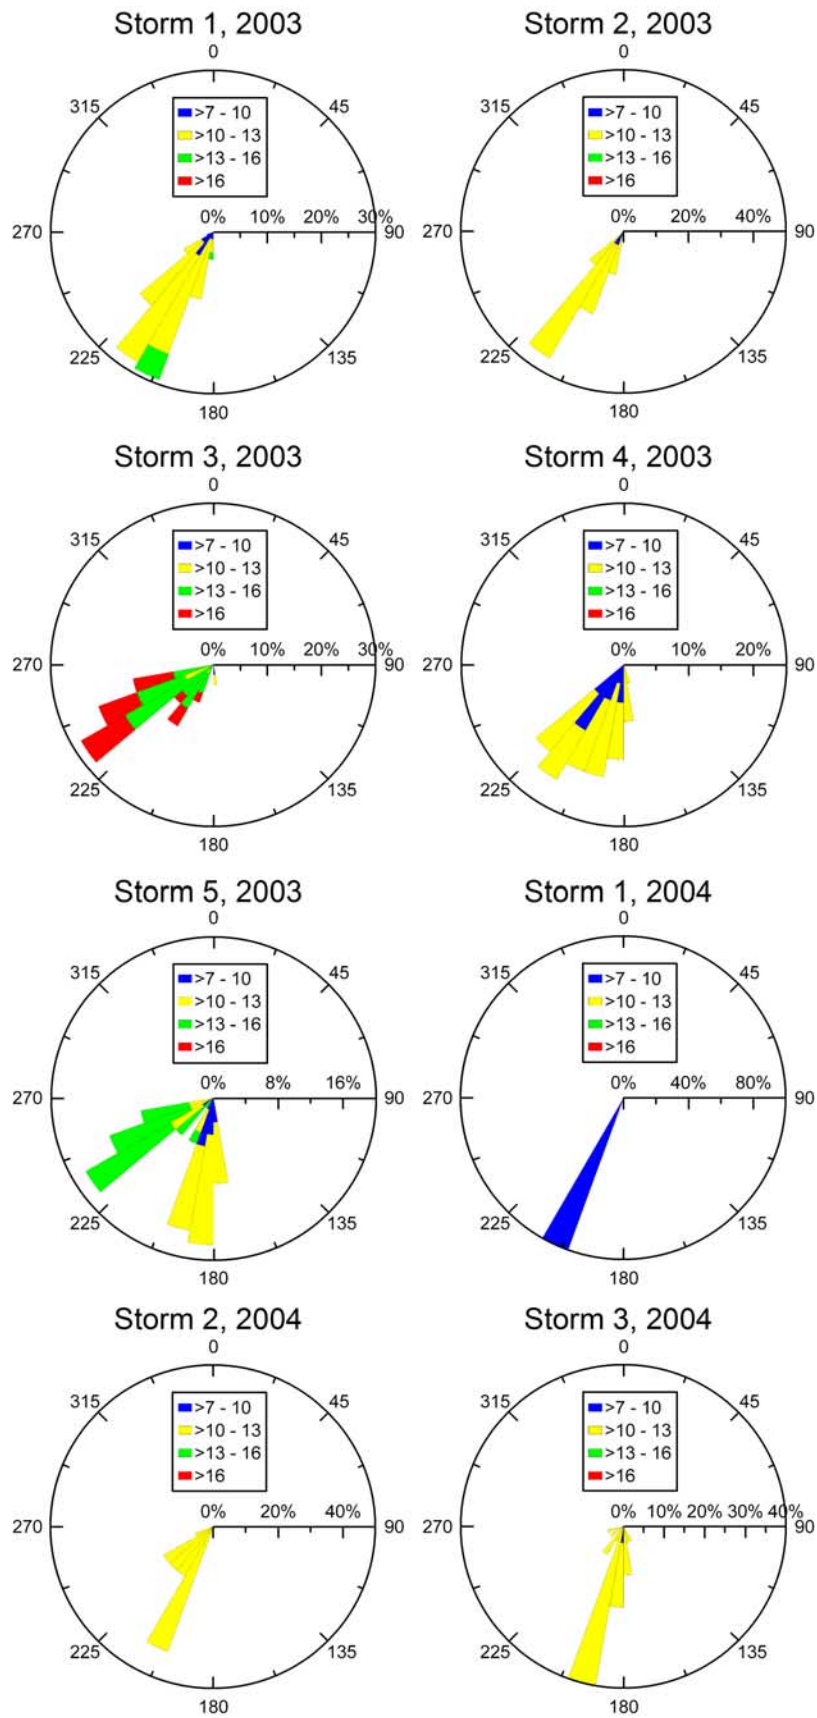 Storm 1, 2003
0
315
45
>7 - 10
>10 - 13
>13 - 16
>16
0% 10% 20% 30%
270
90
225
135
180
Storm 2, 2003
0
315
45
>7 - 10
>10 - 13
>13 - 16
>16
0% 20% 40%
270
90
225
135
180
Storm 3, 2003
0
315
45
>7 - 10
>10 - 13
>13 - 16
>16
0% 10% 20% 30%
270
90
225
135
180
Storm 4, 2003
0
315
45
>7 - 10
>10 - 13
>13 - 16
>16
0% 10% 20%
270
90
225
135
180
Storm 5, 2003
0
315
45
>7 - 10
>10 - 13
>13 - 16
>16
0% 8% 16%
270
90
225
135
180
Storm 1, 2004
0
315
45
>7 - 10
>10 - 13
>13 - 16
>16
0% 40% 80%
270
90
225
135
180
Storm 2, 2004
0
315
45
>7 - 10
>10 - 13
>13 - 16
>16
0% 20% 40%
270
90
225
135
180
Storm 3, 2004
0
315
45
>7 - 10
>10 - 13
>13 - 16
>16
0% 10% 20% 30% 40%
270
90
225
135
180